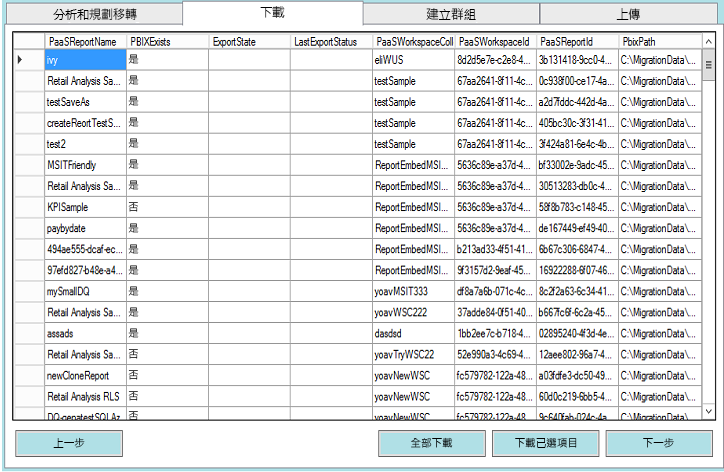 分析和規劃移轉 下載 建立群組 上傳
PaaSReportName PBIXExists ExportState LastExportStatus PaaSWorkspaceColl PaaSWorkspaceId PaaSReportId PbixPath
ivy 是 eliWUS 8d2d5e7e-c2e8-4... 3b131418-9cc0-4... C:\MigrationData\...
Retail Analysis Sa... 是 testSample 67aa2641-8f11-4c... 0c938f00-ce17-4a... C:\MigrationData\...
testSaveAs 是 testSample 67aa2641-8f11-4c... a2d7fddc-442d-4a... C:\MigrationData\...
createReortTestS... 是 testSample 67aa2641-8f11-4c... 405bc30c-3f31-41... C:\MigrationData\...
test2 是 testSample 67aa2641-8f11-4c... 3f424a81-6e4c-4b... C:\MigrationData\...
MSITFriendly 是 ReportEmbedMSI... 5636c89e-a37d-4... bf33002e-9adc-45... C:\MigrationData\...
Retail Analysis Sa... 是 ReportEmbedMSI... 5636c89e-a37d-4... 30513283-db0c-4... C:\MigrationData\...
KPISample 否 ReportEmbedMSI... 5636c89e-a37d-4... 58f8b783-c148-45... C:\MigrationData\...
paybydate 是 ReportEmbedMSI... 5636c89e-a37d-4... de167449-ef49-40... C:\MigrationData\...
494ae555-dcaf-ec... 是 ReportEmbedMSI... b213ad33-4f51-41... 6b67c306-6847-4... C:\MigrationData\...
97efd827-b48e-a4... 是 ReportEmbedMSI... 9f3157d2-9eaf-45... 16922288-6f07-46... C:\MigrationData\...
mySmallDQ 是 yoavMSIT333 df8a7a6b-071c-4c... 8c2f2a63-6c34-41... C:\MigrationData\...
Retail Analysis Sa... 是 yoavWSC222 37adde84-0f51-40... b667fc6f-6c2a-45... C:\MigrationData\...
assads 是 dasdsd 1bb2ee7c-b718-4... 02895240-4f3d-4e... C:\MigrationData\...
Retail Analysis Sa... 否 yoavTryWSC22 52e990a3-4c69-4... 12aee802-96a7-4... C:\MigrationData\...
newCloneReport 否 yoavNewWSC fc579782-122a-48... a03fdfe3-dc50-49... C:\MigrationData\...
Retail Analysis RLS 否 yoavNewWSC fc579782-122a-48... 60d0c219-6bb5-4... C:\MigrationData\...
DQ-genatestSQLAz 否 yoavNewWSC fc579782-122a-48... 9c640fab-024c-4a... C:\MigrationData\...
上一步 全部下載 下載已選項目 下一步